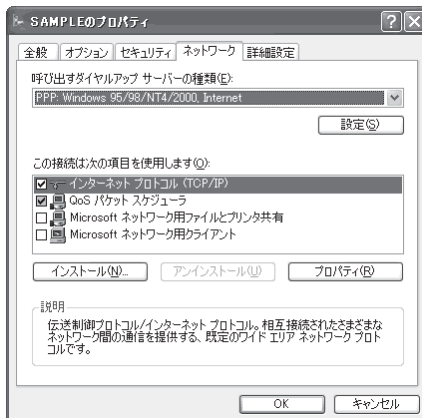 SAMPLEのプロパティ
全般 オプション セキュリティ ネットワーク 詳細設定
呼び出すダイヤルアップ サーバーの種類(E):
PPP: Windows 95/98/NT4/2000, Internet
設定(S)
この接続は次の項目を使用します(O):
インターネット プロトコル (TCP/IP)
QoS パケット スケジューラ
Microsoft ネットワーク用ファイルとプリンタ共有
Microsoft ネットワーク用クライアント
インストール(N)... アンインストール(U) プロパティ(R)
説明
伝送制御プロトコル/インターネット プロトコル。相互接続されたさまざまな
ネットワーク間の通信を提供する、既定のワイド エリア ネットワーク プロト
コルです。
OK キャンセル